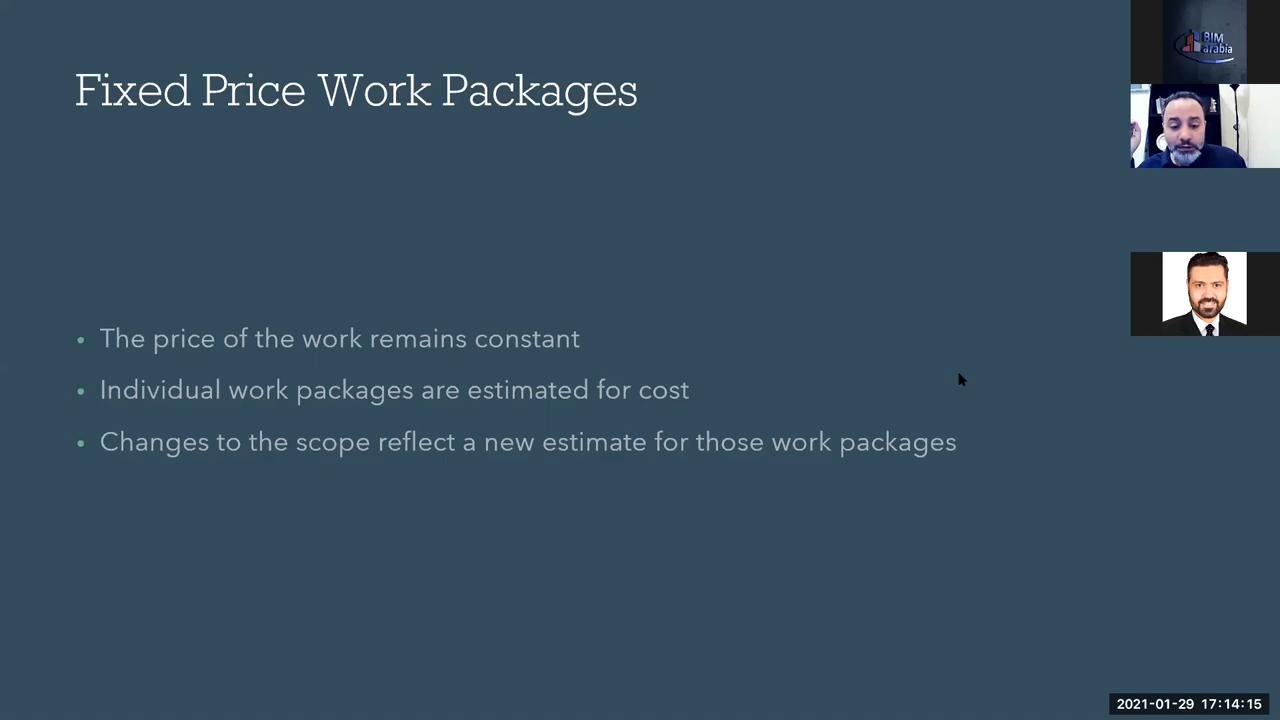 Fixed Price Work Packages
BIM
arabia
• The price of the work remains constant
• Individual work packages are estimated for cost
• Changes to the scope reflect a new estimate for those work packages
2021-01-29 17:14:15